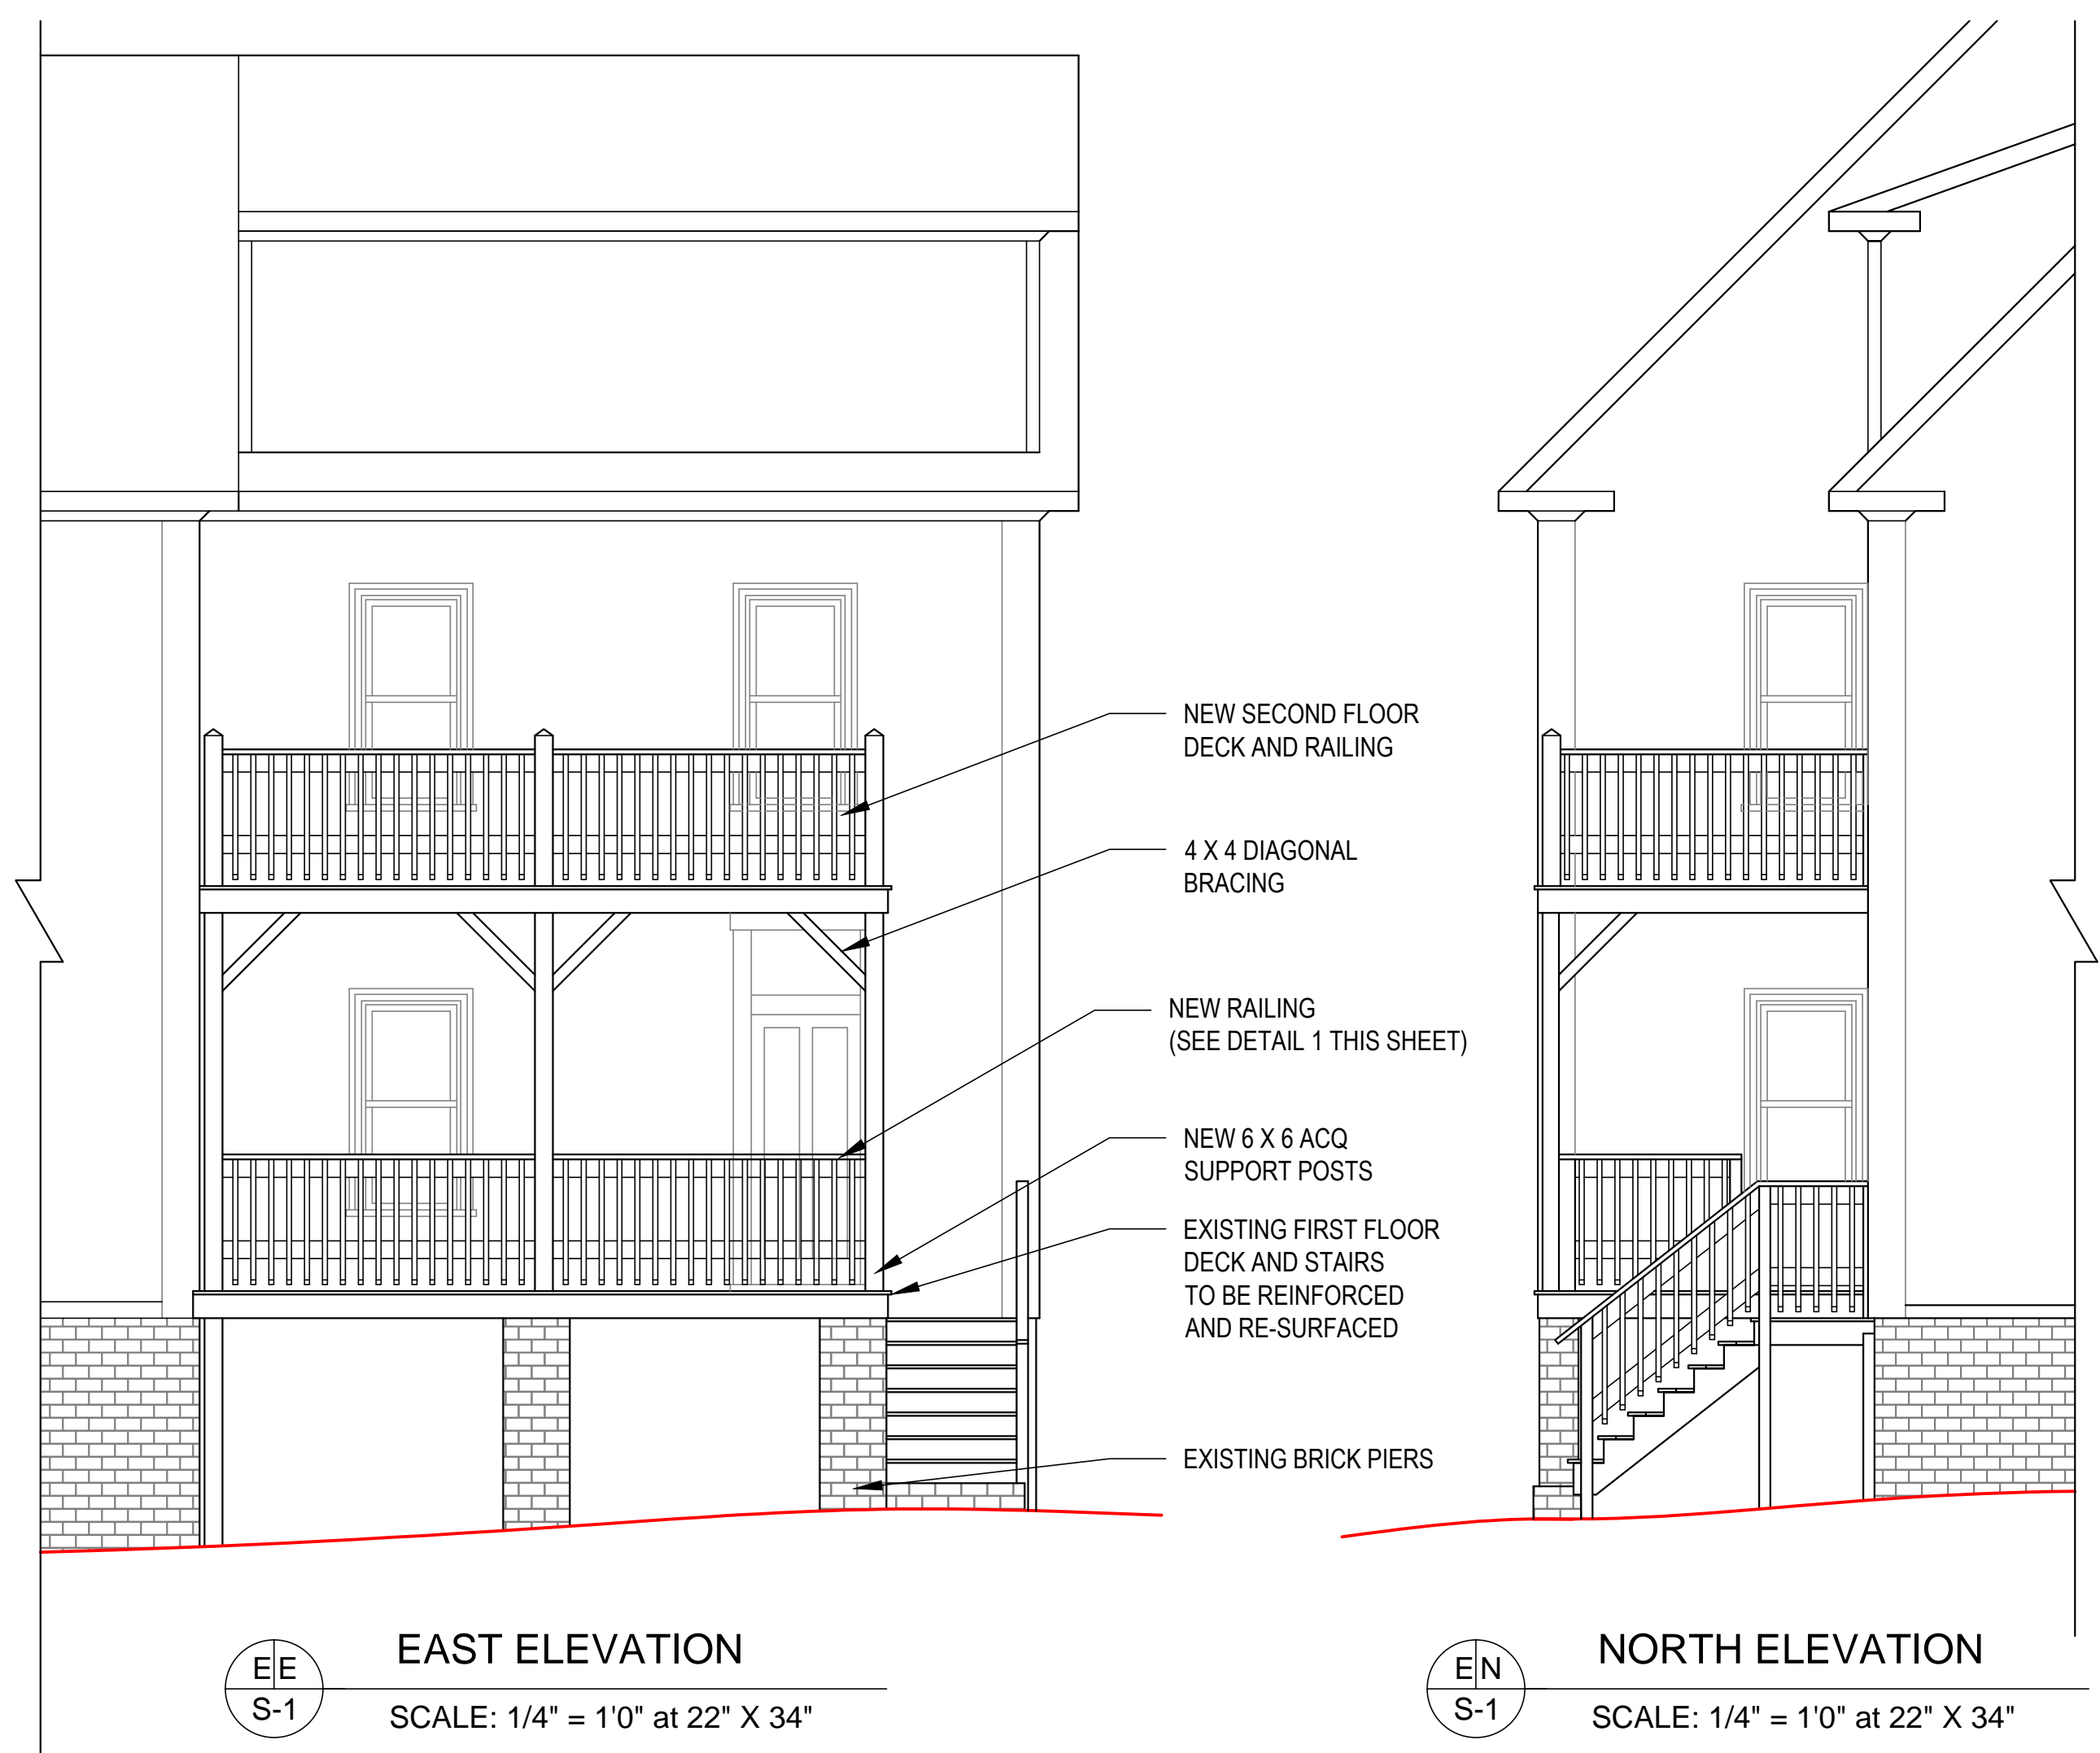 NEW SECOND FLOOR
DECK AND RAILING
4 X 4 DIAGONAL
BRACING
NEW RAILING
(SEE DETAIL 1 THIS SHEET)
NEW 6 X 6 ACQ
SUPPORT POSTS
EXISTING FIRST FLOOR
DECK AND STAIRS
TO BE REINFORCED
AND RE-SURFACED
EXISTING BRICK PIERS
E E
S-1
EAST ELEVATION
SCALE: 1/4" = 1'0" at 22" X 34"
E N
S-1
NORTH ELEVATION
SCALE: 1/4" = 1'0" at 22" X 34"